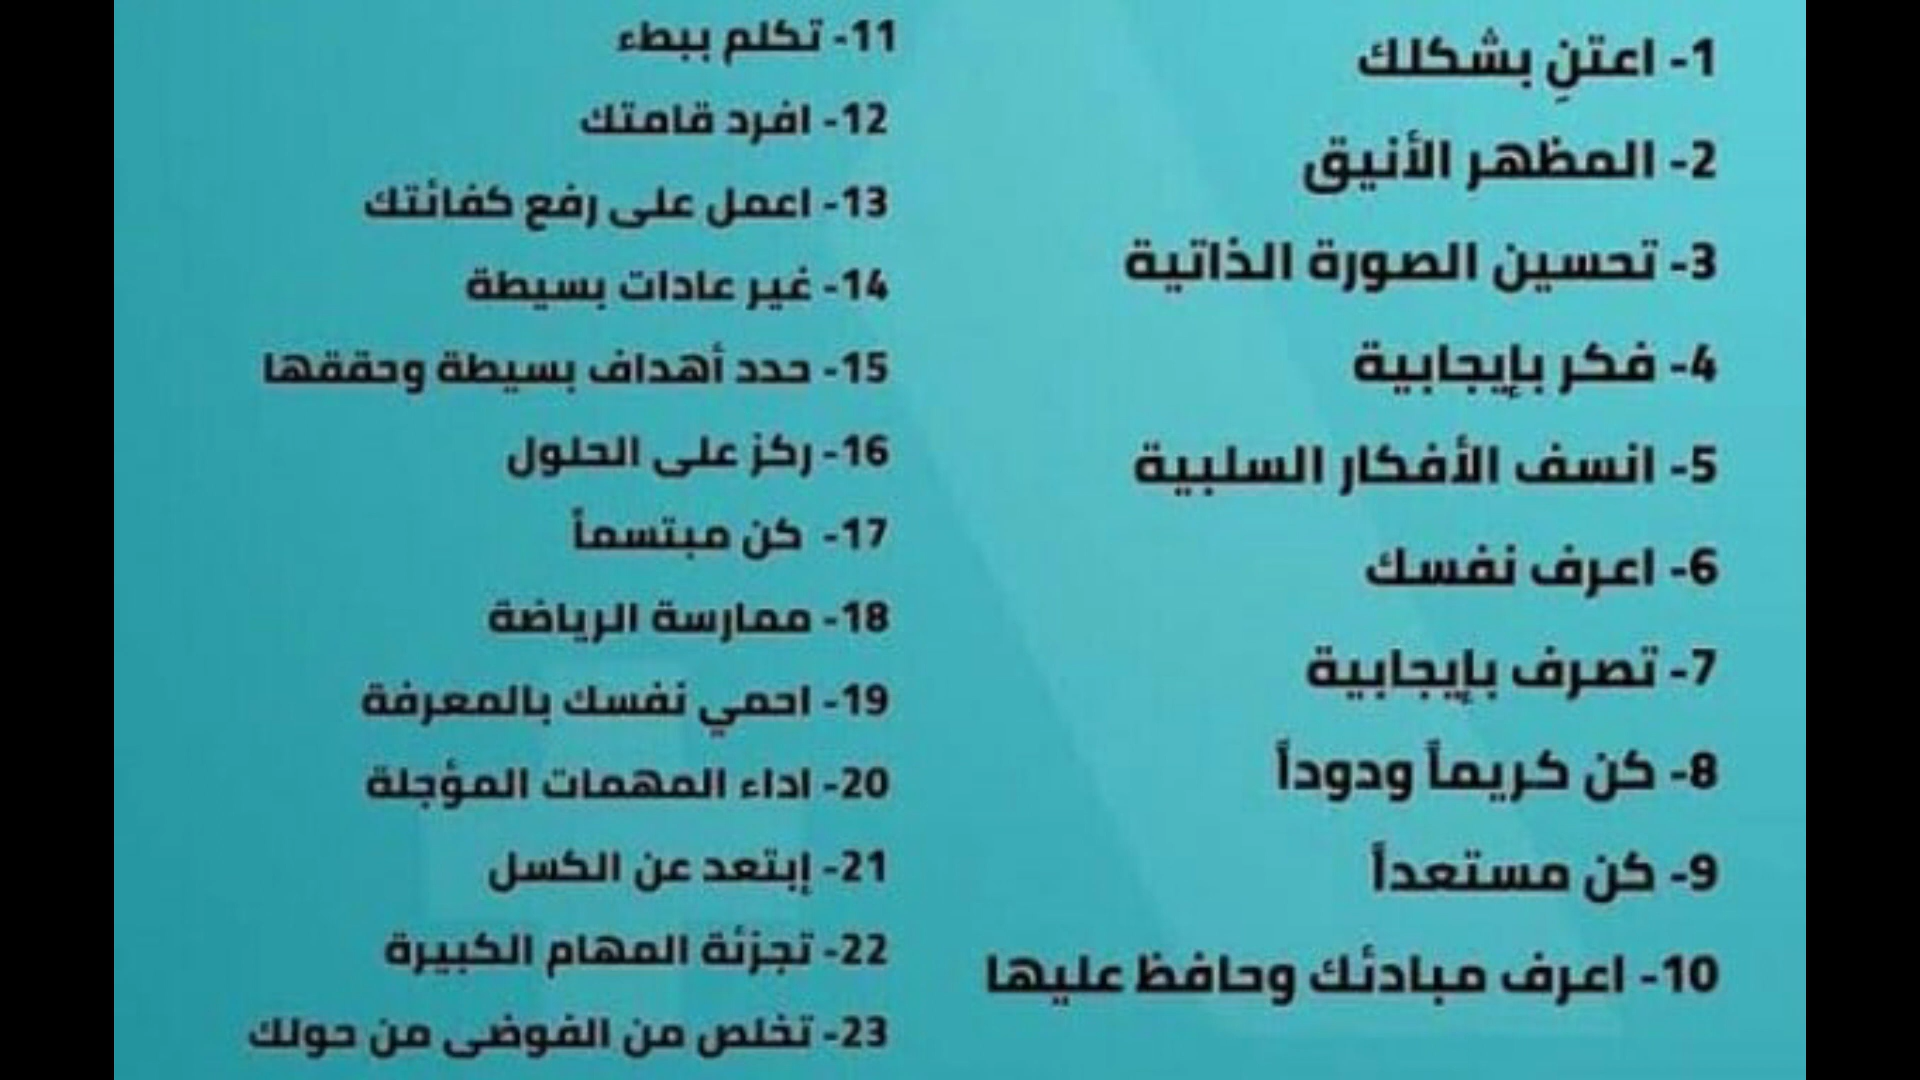 1- اعتنِ بشكلك
2- المظهر الأنيق
3- تحسين الصورة الذاتية
4- فكر بإيجابية
5- انسف الأفكار السلبية
6- اعرف نفسك
7- تصرف بإيجابية
8- كن كريماً ودوداً
9- كن مستعداً
10- اعرف مبادئك وحافظ عليها
11- تكلم ببطء
12- افرد قامتك
13- اعمل على رفع كفائتك
14- غير عادات بسيطة
15- حدد أهداف بسيطة وحققها
16- ركز على الحلول
17- كن مبتسماً
18- ممارسة الرياضة
19- احمي نفسك بالمعرفة
20- اداء المهمات المؤجلة
21- إبتعد عن الكسل
22- تجزئة المهام الكبيرة
23- تخلص من الفوضى من حولك